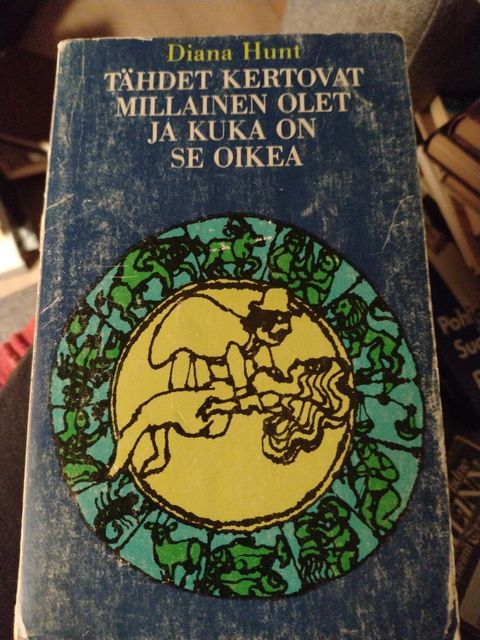 Diana Hunt
TÄHDET KERTOVAT
MILLAINEN OLET
JA KUKA ON
SE OIKEA